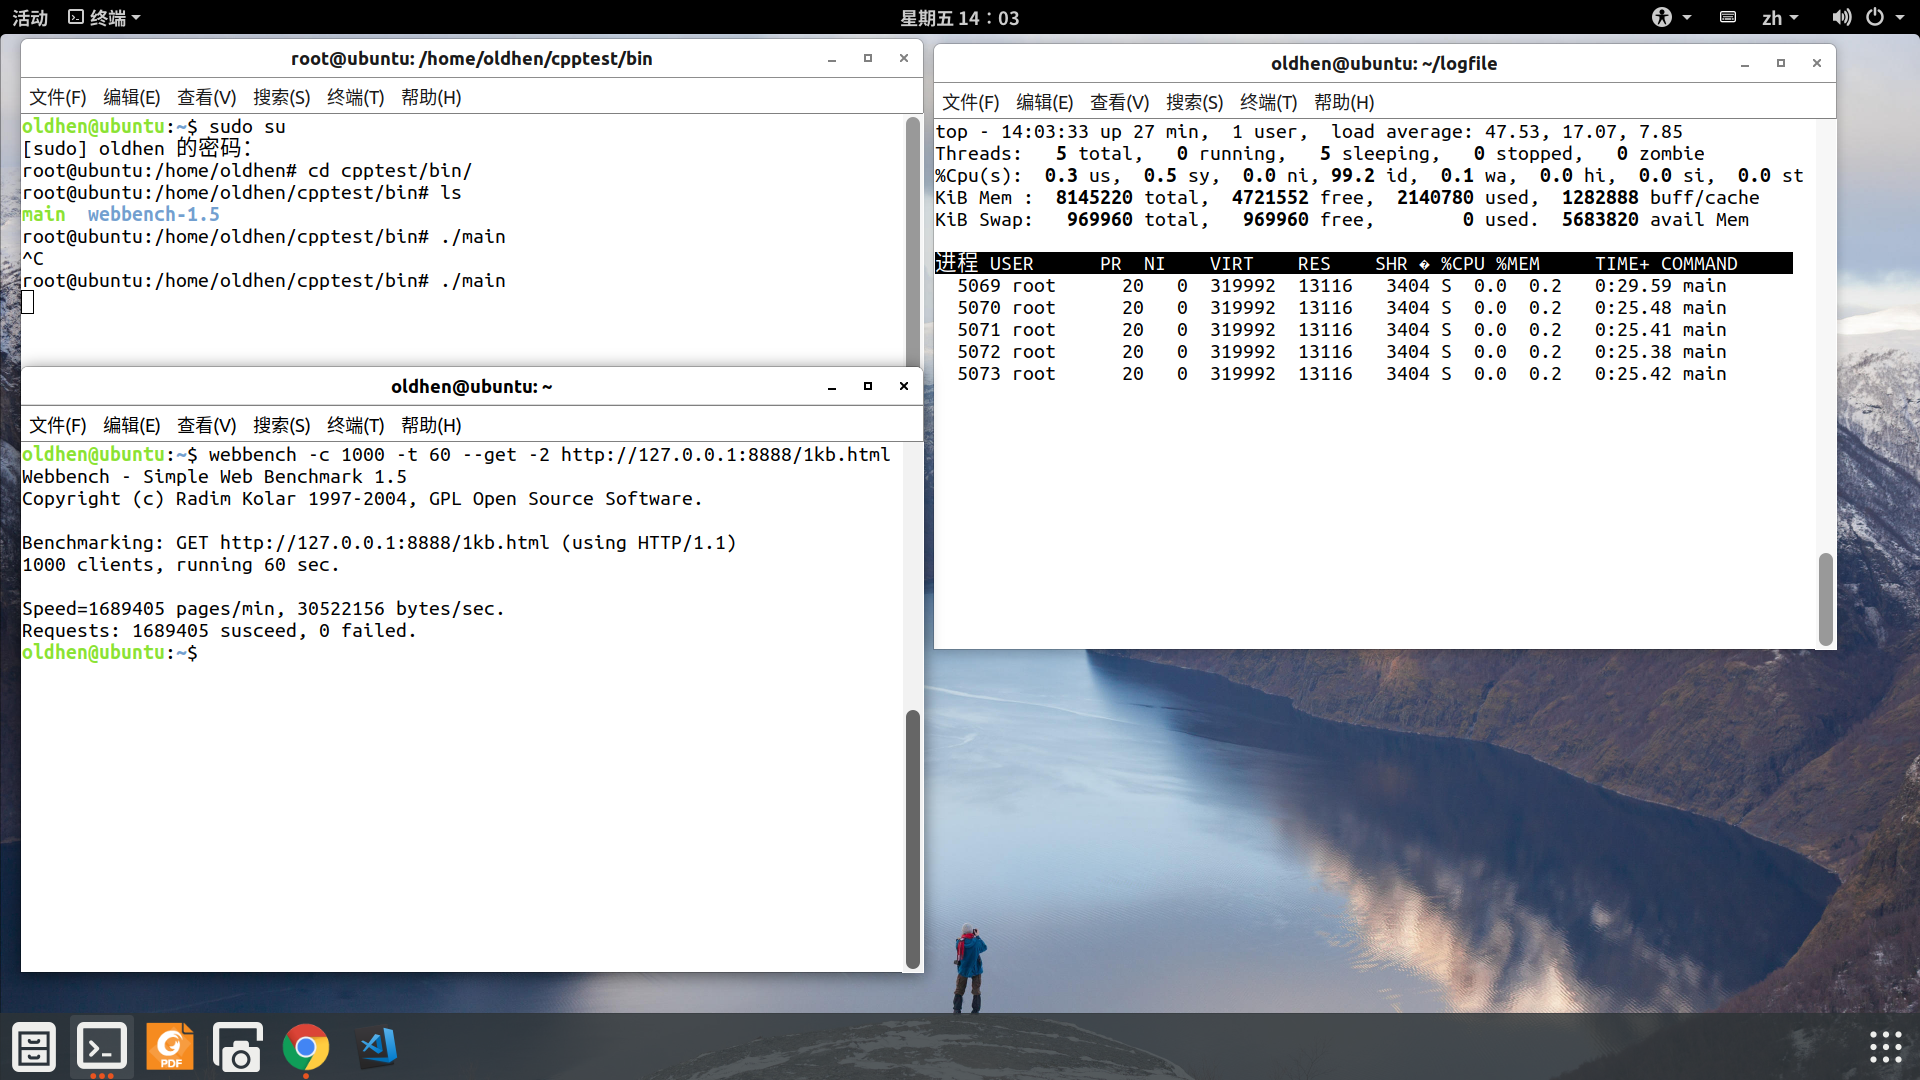 活动 终端 星期五 14：03 zh
root@ubuntu: /home/oldhen/cpptest/bin
文件(F) 编辑(E) 查看(V) 搜索(S) 终端(T) 帮助(H)
oldhen@ubuntu:~$ sudo su
[sudo] oldhen 的密码：
root@ubuntu:/home/oldhen# cd cpptest/bin/
root@ubuntu:/home/oldhen/cpptest/bin# ls
main  webbench-1.5
root@ubuntu:/home/oldhen/cpptest/bin# ./main
^C
root@ubuntu:/home/oldhen/cpptest/bin# ./main
oldhen@ubuntu: ~
文件(F) 编辑(E) 查看(V) 搜索(S) 终端(T) 帮助(H)
oldhen@ubuntu:~$ webbench -c 1000 -t 60 --get -2 http://127.0.0.1:8888/1kb.html
Webbench - Simple Web Benchmark 1.5
Copyright (c) Radim Kolar 1997-2004, GPL Open Source Software.
Benchmarking: GET http://127.0.0.1:8888/1kb.html (using HTTP/1.1)
1000 clients, running 60 sec.
Speed=1689405 pages/min, 30522156 bytes/sec.
Requests: 1689405 susceed, 0 failed.
oldhen@ubuntu:~$
oldhen@ubuntu: ~/logfile
文件(F) 编辑(E) 查看(V) 搜索(S) 终端(T) 帮助(H)
top - 14:03:33 up 27 min,  1 user,  load average: 47.53, 17.07, 7.85
Threads:   5 total,   0 running,   5 sleeping,   0 stopped,   0 zombie
%Cpu(s):  0.3 us,  0.5 sy,  0.0 ni, 99.2 id,  0.1 wa,  0.0 hi,  0.0 si,  0.0 st
KiB Mem :  8145220 total,  4721552 free,  2140780 used,  1282888 buff/cache
KiB Swap:   969960 total,   969960 free,        0 used.  5683820 avail Mem
进程 USER      PR  NI    VIRT    RES    SHR � %CPU %MEM     TIME+ COMMAND
5069 root      20   0  319992  13116   3404 S  0.0  0.2   0:29.59 main
5070 root      20   0  319992  13116   3404 S  0.0  0.2   0:25.48 main
5071 root      20   0  319992  13116   3404 S  0.0  0.2   0:25.41 main
5072 root      20   0  319992  13116   3404 S  0.0  0.2   0:25.38 main
5073 root      20   0  319992  13116   3404 S  0.0  0.2   0:25.42 main
PDF